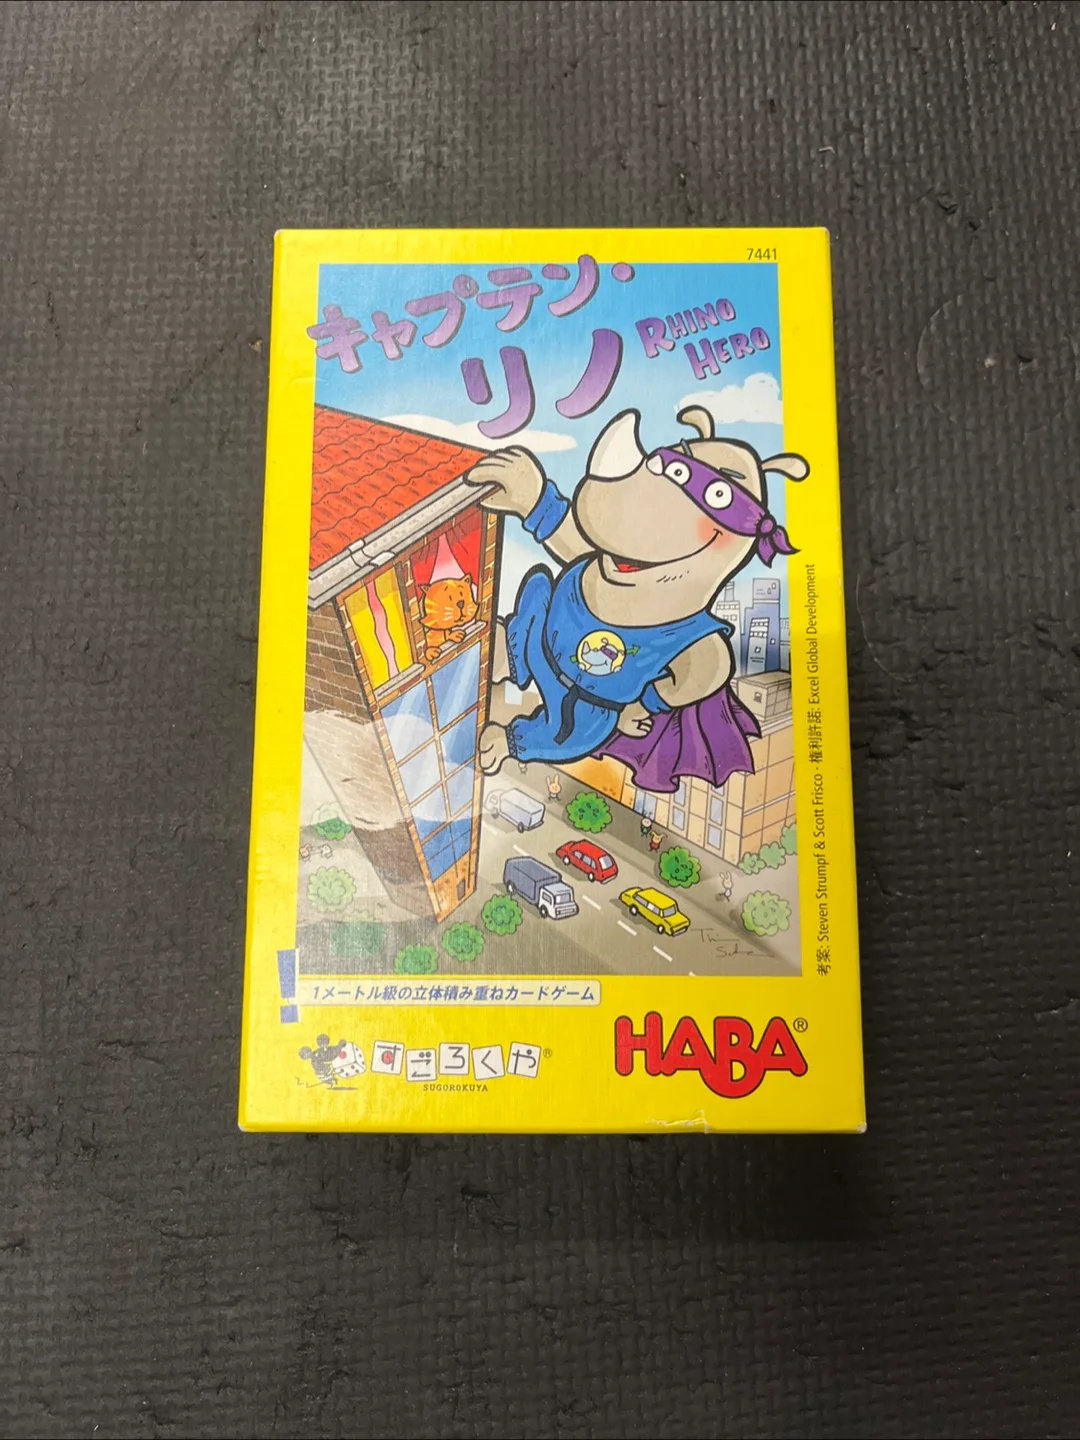 7441
キャプテン・
リノ
RHINO
HERO
考案: Steven Strumpf & Scott Frisco · 権利許諾: Excel Global Development
1メートル級の立体積み重ねカードゲーム
すごろくや®
SUGOROKUYA
HABA®